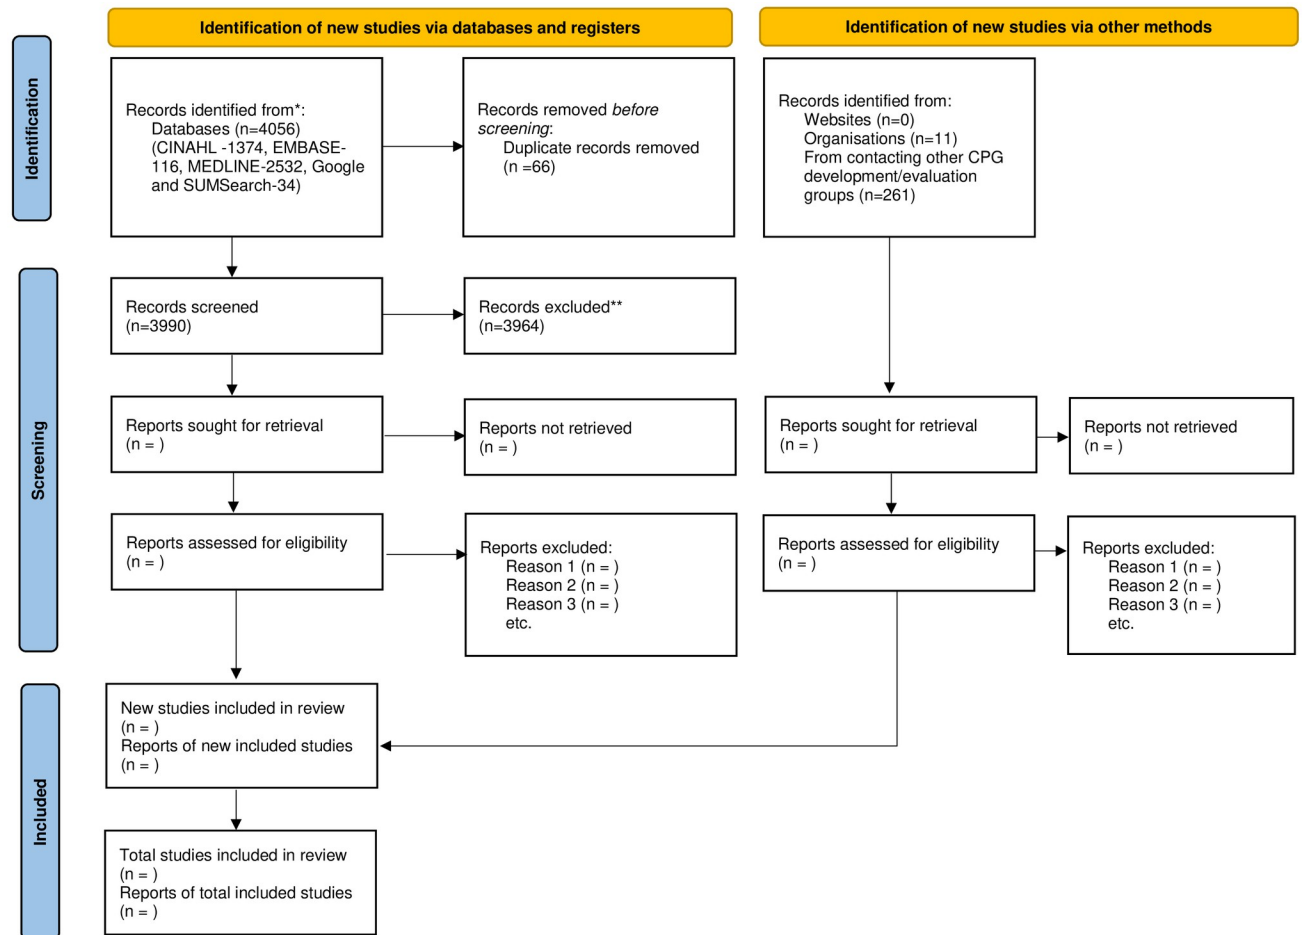 Identification of new studies via databases and registers
Identification of new studies via other methods
Identification
Records identified from*:
Databases (n=4056)
(CINAHL -1374, EMBASE-
116, MEDLINE-2532, Google
and SUMSearch-34)
Records removed before
screening:
Duplicate records removed
(n =66)
Records identified from:
Websites (n=0)
Organisations (n=11)
From contacting other CPG
development/evaluation
groups (n=261)
Screening
Records screened
(n=3990)
Records excluded**
(n=3964)
Reports sought for retrieval
(n = )
Reports not retrieved
(n = )
Reports sought for retrieval
(n = )
Reports not retrieved
(n = )
Reports assessed for eligibility
(n = )
Reports excluded:
Reason 1 (n = )
Reason 2 (n = )
Reason 3 (n = )
etc.
Reports assessed for eligibility
(n = )
Reports excluded:
Reason 1 (n = )
Reason 2 (n = )
Reason 3 (n = )
etc.
Included
New studies included in review
(n = )
Reports of new included studies
(n = )
Total studies included in review
(n = )
Reports of total included studies
(n = )